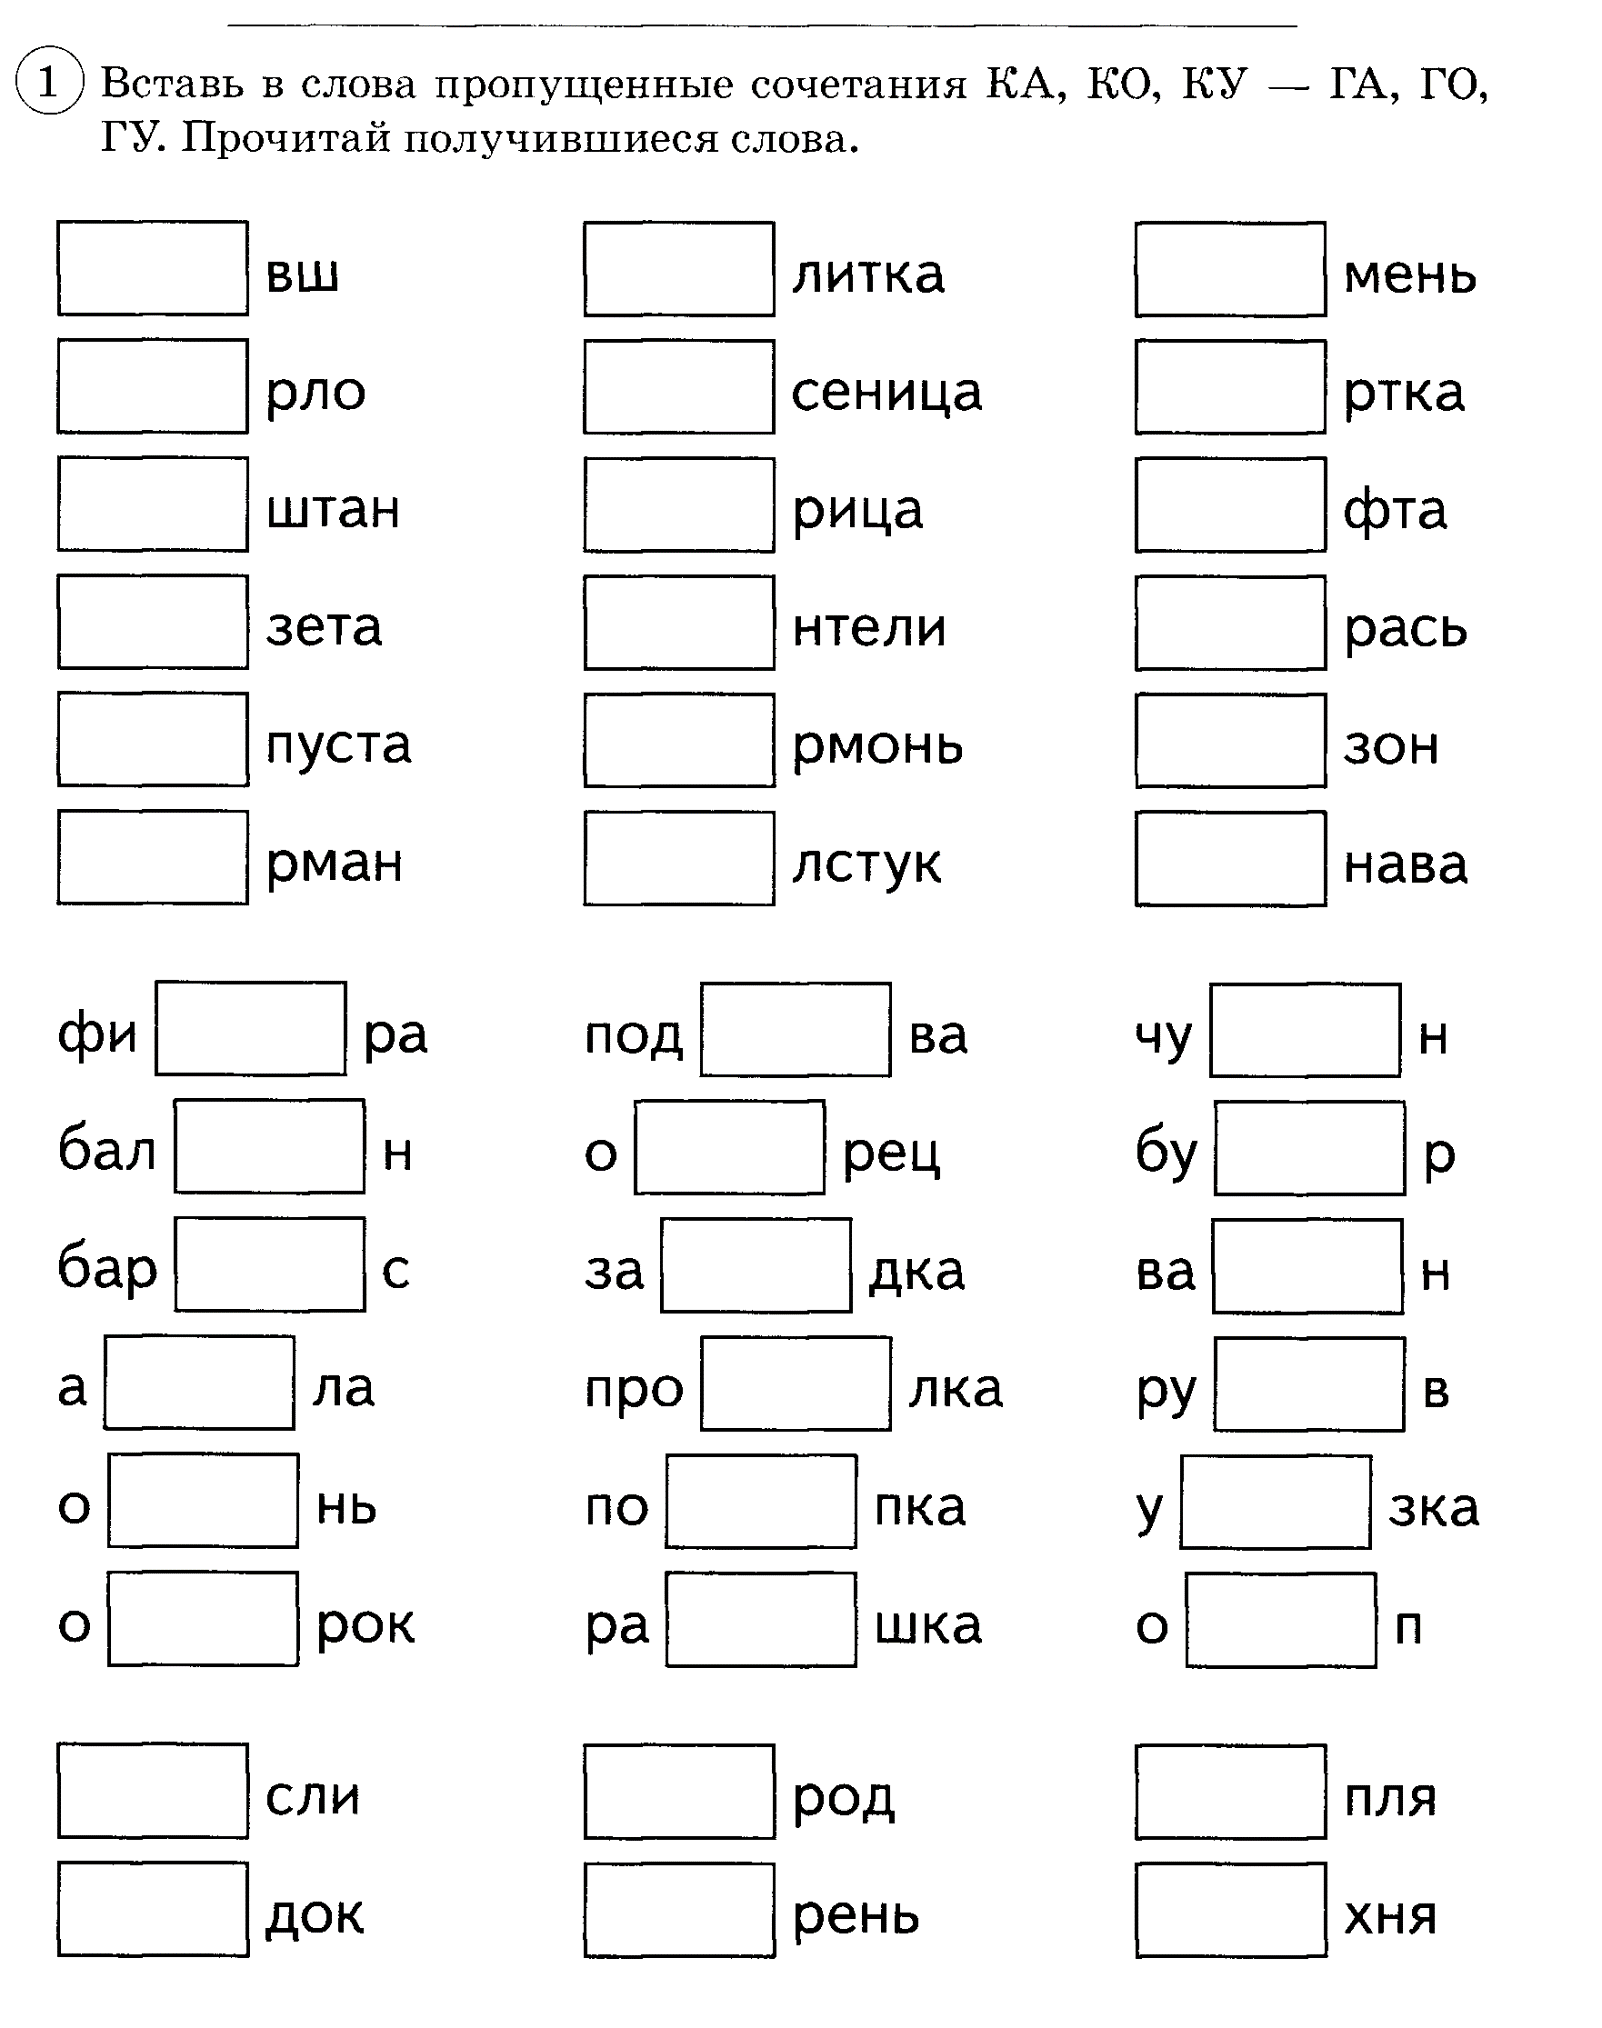 1 Вставь в слова пропущенные сочетания КА, КО, КУ — ГА, ГО,
ГУ. Прочитай получившиеся слова.
вш литка мень
рло сеница ртка
штан рица фта
зета нтели рась
пуста рмонь зон
рман лстук нава
фи ра под ва чу н
бал н о рец бу р
бар с за дка ва н
а ла про лка ру в
о нь по пка у зка
о рок ра шка о п
сли род пля
док рень хня